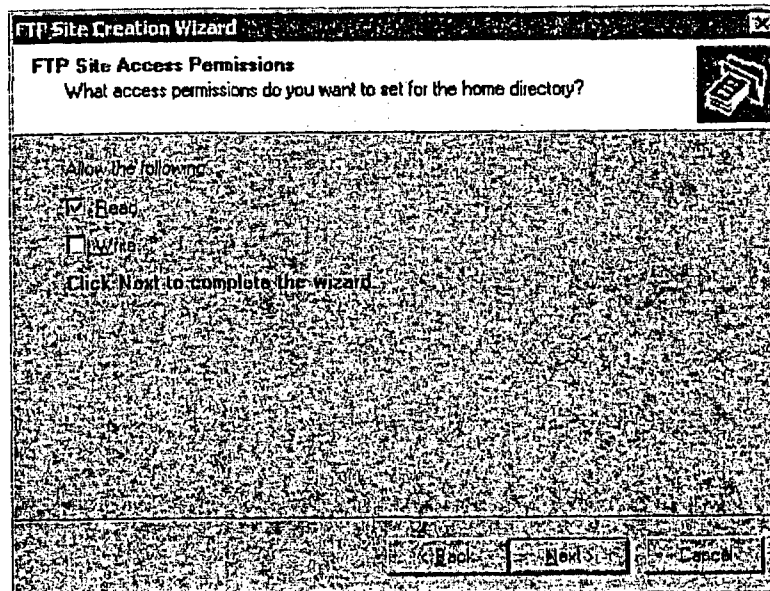 FTP Site Creation Wizard
FTP Site Access Permissions
What access permissions do you want to set for the home directory?
Allow the following:
Read
Write
Click Next to complete the wizard.
< Back
Next >
Cancel